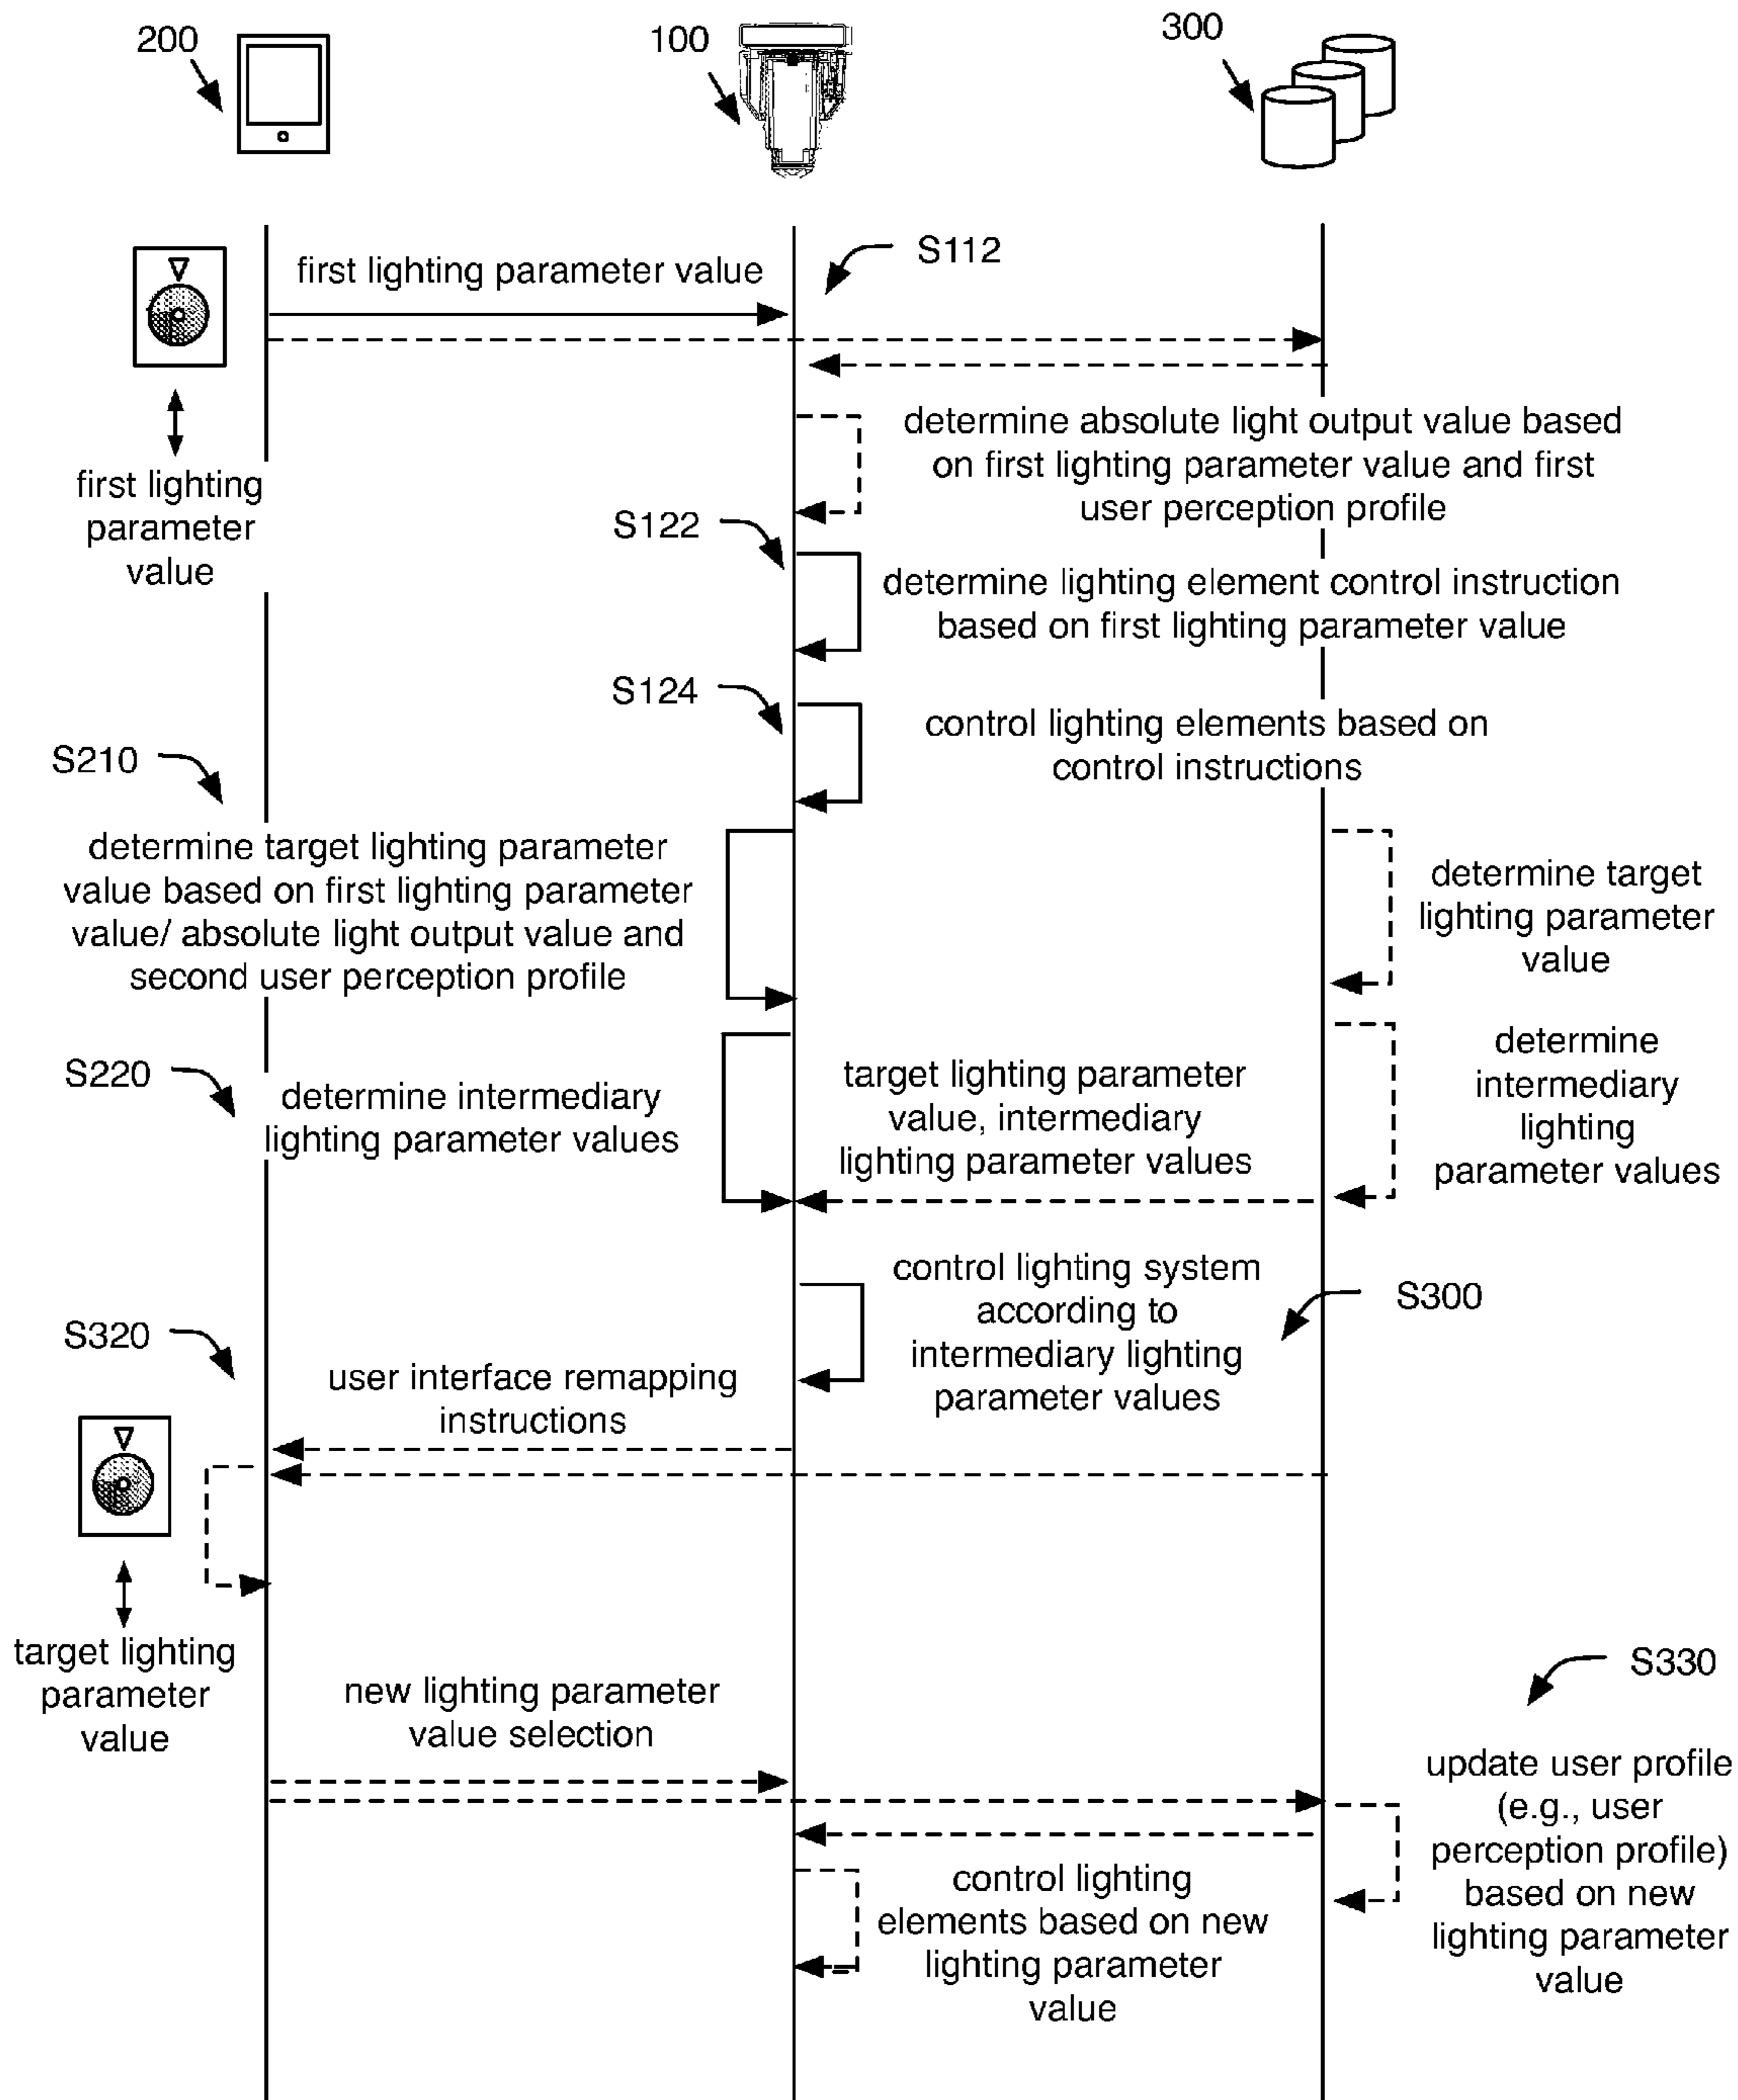 200
100
300
S112
first lighting parameter value
first lighting
parameter
value
determine absolute light output value based
on first lighting parameter value and first
user perception profile
S122
determine lighting element control instruction
based on first lighting parameter value
S124
control lighting elements based on
control instructions
S210
determine target lighting parameter
value based on first lighting parameter
value/ absolute light output value and
second user perception profile
determine target
lighting parameter
value
S220
determine intermediary
lighting parameter values
target lighting parameter
value, intermediary
lighting parameter values
determine
intermediary
lighting
parameter values
control lighting system
according to
intermediary lighting
parameter values
S300
S320
user interface remapping
instructions
target lighting
parameter
value
new lighting parameter
value selection
S330
update user profile
(e.g., user
perception profile)
based on new
lighting parameter
value
control lighting
elements based on new
lighting parameter
value